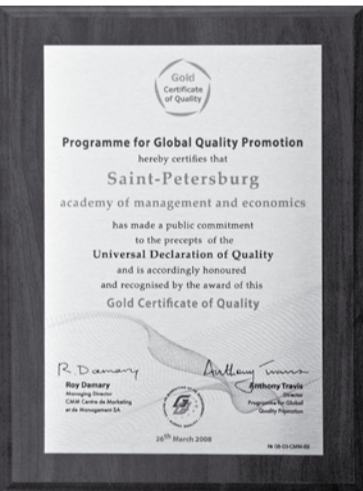 Gold
Certificate
of Quality
Programme for Global Quality Promotion
hereby certifies that
Saint-Petersburg
academy of management and economics
has made a public commitment
to the precepts of the
Universal Declaration of Quality
and is accordingly honoured
and recognised by the award of this
Gold Certificate of Quality
R. Damary
Roy Damary
Managing Director
CMM Centre de Marketing
et de Management SA
Anthony Travis
Anthony Travis
Director
Programme for Global
Quality Promotion
26th March 2008